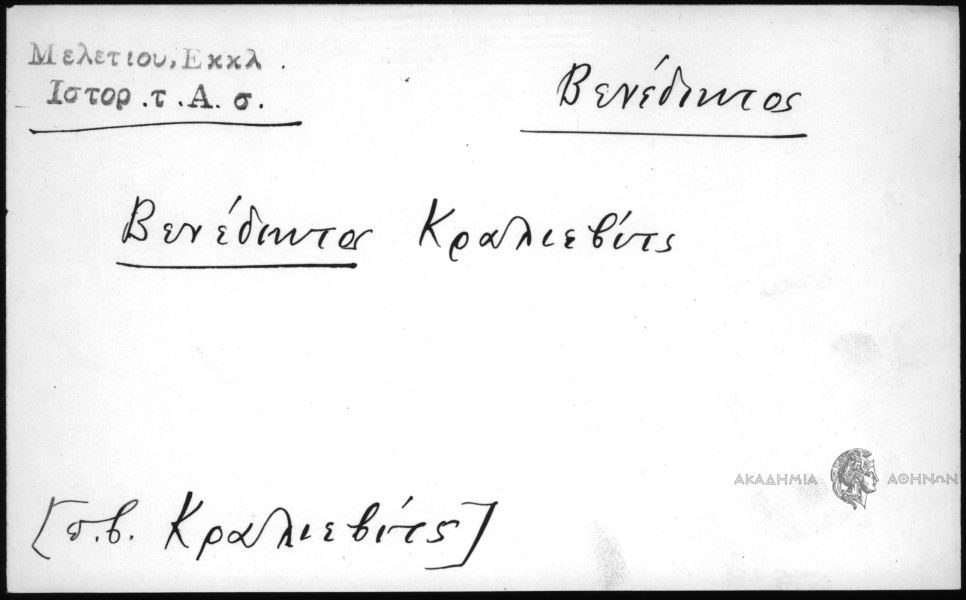 Μελετιου, Εκκλ.
Ιστορ.τ.Α.σ.
Βενέδικτος
Βενέδικτος Κραλιεβίτς
[π.β. Κραλιεβίτς]
ΑΚΑΔΗΜΙΑ ΑΘΗΝΩΝ